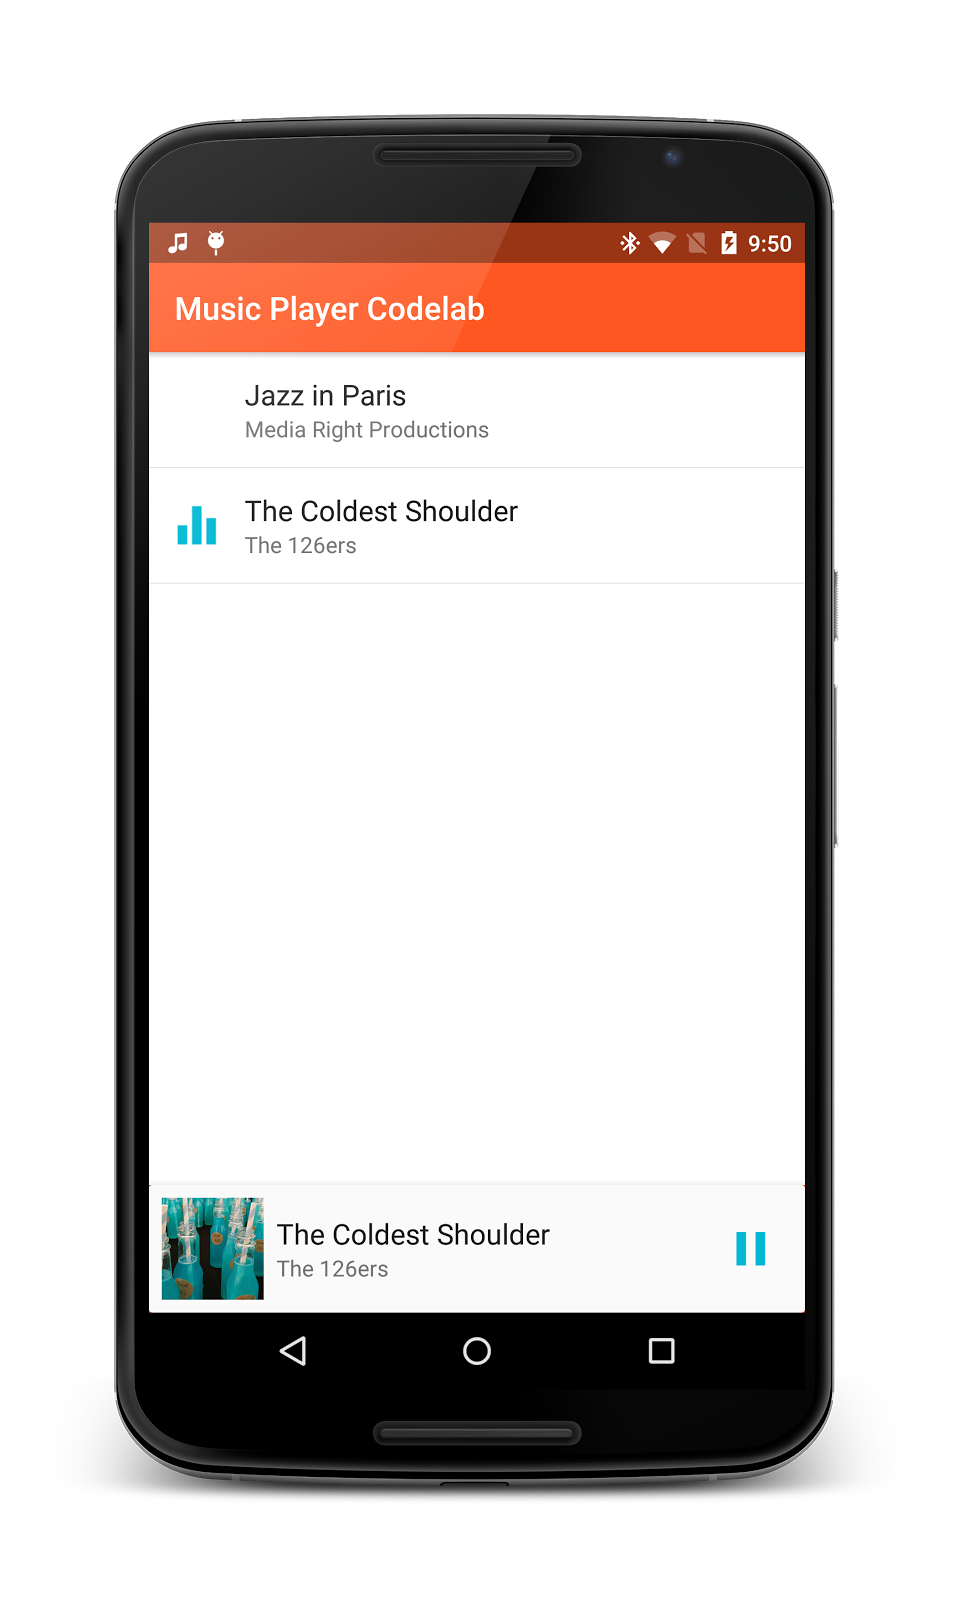 9:50
Music Player Codelab
Jazz in Paris
Media Right Productions
The Coldest Shoulder
The 126ers
The Coldest Shoulder
The 126ers